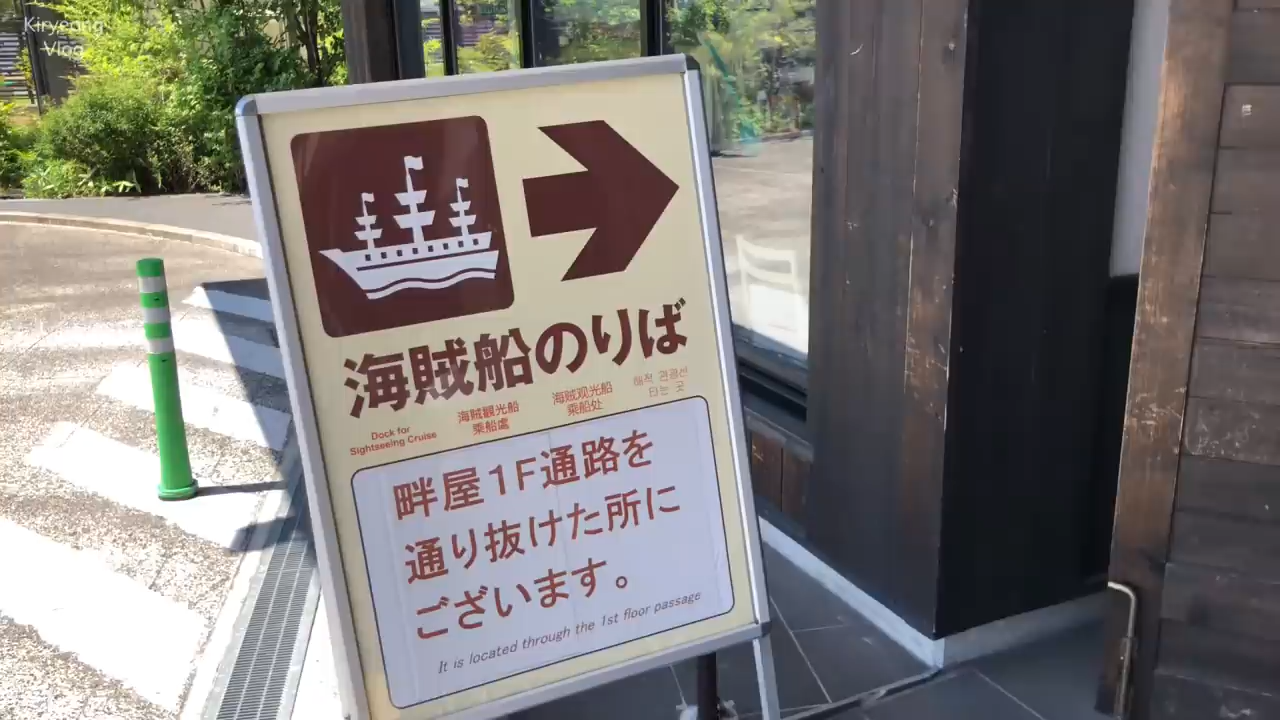 Kiryeong
Vlog
海賊船のりば
Dock for
Sightseeing Cruise
海賊觀光船
乘船處
海贼观光船
乘船处
해적 관광선
타는 곳
畔屋1F通路を
通り抜けた所に
ございます。
It is located through the 1st floor passage